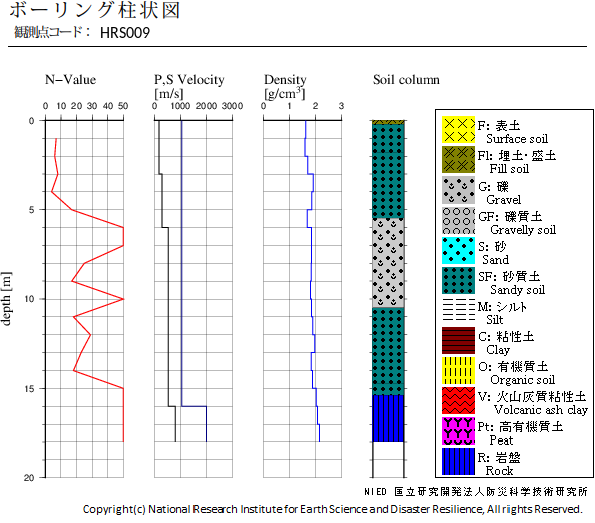 ボーリング柱状図
観測点コード： HRS009
N−Value
P,S Velocity
[m/s]
Density
[g/cm³]
Soil column
0 10 20 30 40 50
0 1000 2000 3000
0 1 2 3
0
5
10
15
20
depth [m]
F: 表土
Surface soil
Fl: 埋土・盛土
Fill soil
G: 礫
Gravel
GF: 礫質土
Gravelly soil
S: 砂
Sand
SF: 砂質土
Sandy soil
M: シルト
Silt
C: 粘性土
Clay
O: 有機質土
Organic soil
V: 火山灰質粘性土
Volcanic ash clay
Pt: 高有機質土
Peat
R: 岩盤
Rock
NIED 国立研究開発法人防災科学技術研究所
Copyright(c) National Research Institute for Earth Science and Disaster Resilience, All rights Reserved.